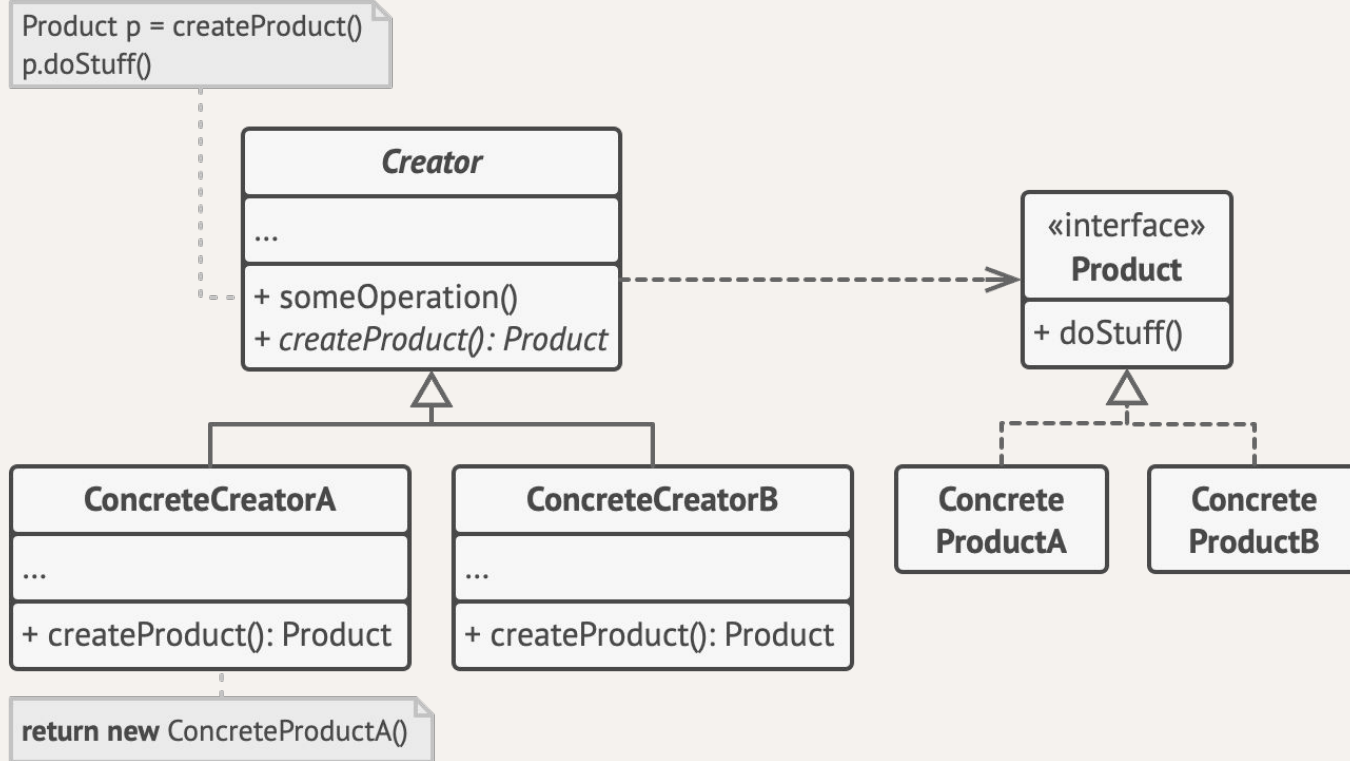 Product p = createProduct()
p.doStuff()
Creator
...
+ someOperation()
+ createProduct(): Product
«interface»
Product
+ doStuff()
ConcreteCreatorA
...
+ createProduct(): Product
ConcreteCreatorB
...
+ createProduct(): Product
Concrete
ProductA
Concrete
ProductB
return new ConcreteProductA()